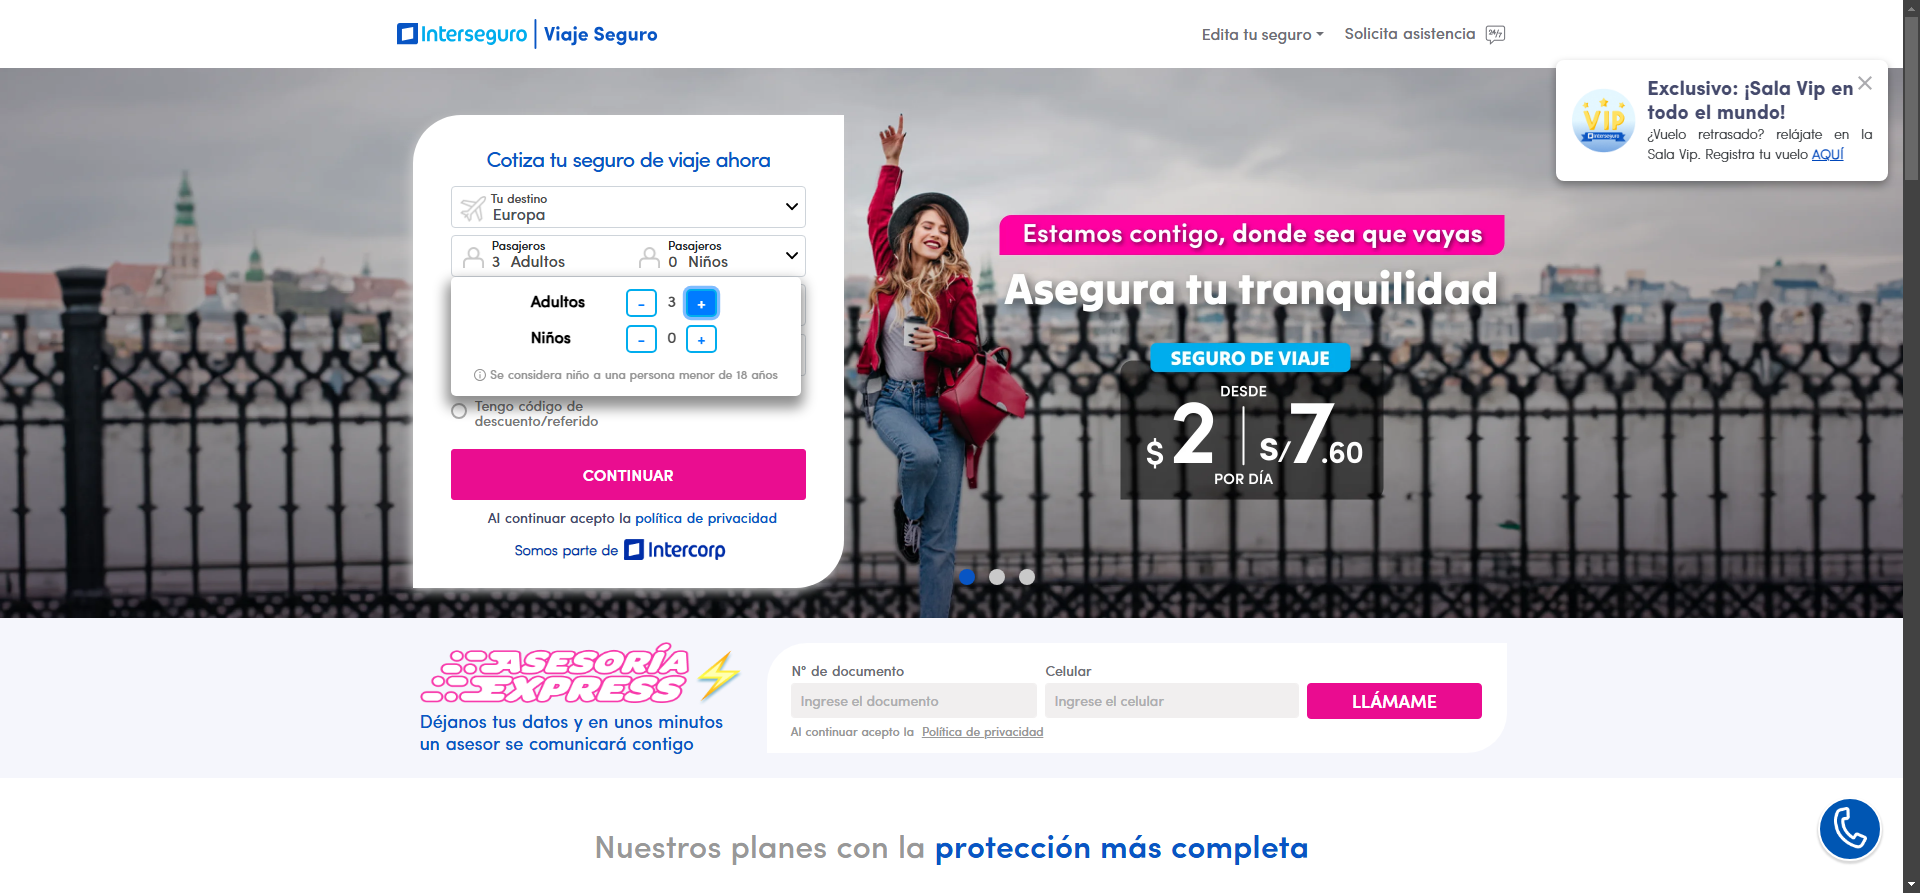 Interseguro | Viaje Seguro
Edita tu seguro
Solicita asistencia
24/7
Exclusivo: ¡Sala Vip en
todo el mundo!
¿Vuelo retrasado? relájate en la
Sala Vip. Registra tu vuelo AQUÍ
VIP
Interseguro
Cotiza tu seguro de viaje ahora
Tu destino
Europa
Pasajeros
3 Adultos
Pasajeros
0 Niños
Adultos
- 3 +
Niños
- 0 +
Se considera niño a una persona menor de 18 años
Tengo código de
descuento/referido
CONTINUAR
Al continuar acepto la política de privacidad
Somos parte de Intercorp
Estamos contigo, donde sea que vayas
Asegura tu tranquilidad
SEGURO DE VIAJE
DESDE
$ 2 | S/7.60
POR DÍA
ASESORÍA
EXPRESS
Déjanos tus datos y en unos minutos
un asesor se comunicará contigo
N° de documento
Ingrese el documento
Celular
Ingrese el celular
LLÁMAME
Al continuar acepto la Política de privacidad
Nuestros planes con la protección más completa